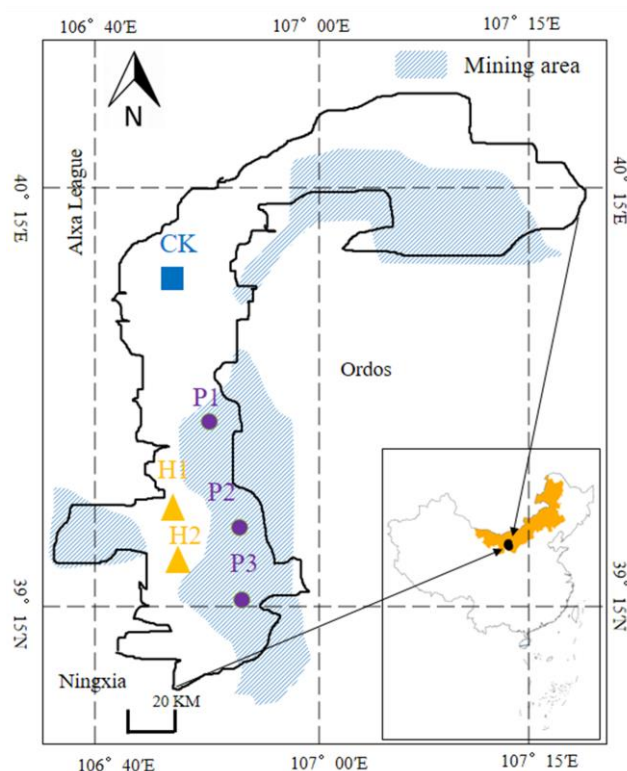 106° 40′E
107° 00′E
107° 15′E
Mining area
N
Alxa League
40° 15′E
40° 15′E
CK
Ordos
P1
H1
P2
H2
P3
39° 15′N
39° 15′N
Ningxia
20 KM
106° 40′E
107° 00′E
107° 15′E